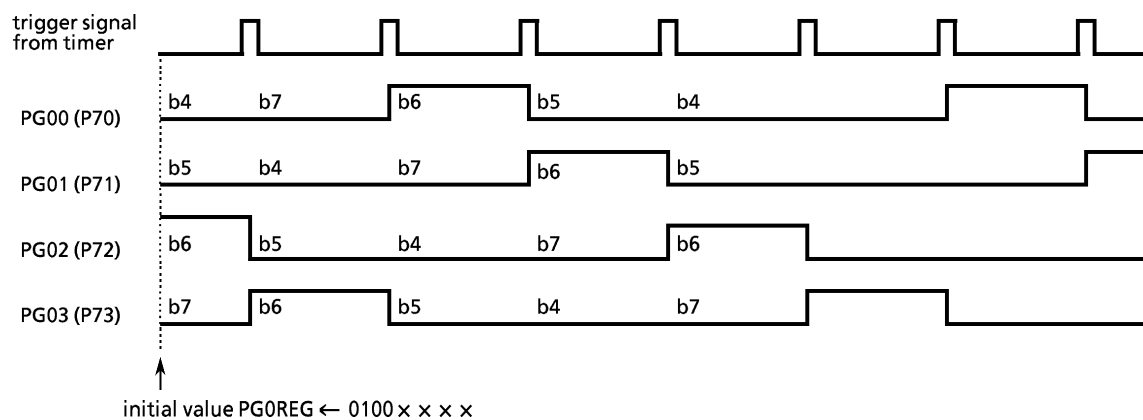 trigger signal
from timer
PG00 (P70) b4 b7 b6 b5 b4
PG01 (P71) b5 b4 b7 b6 b5
PG02 (P72) b6 b5 b4 b7 b6
PG03 (P73) b7 b6 b5 b4 b7
initial value PG0REG ← 0100 × × × ×